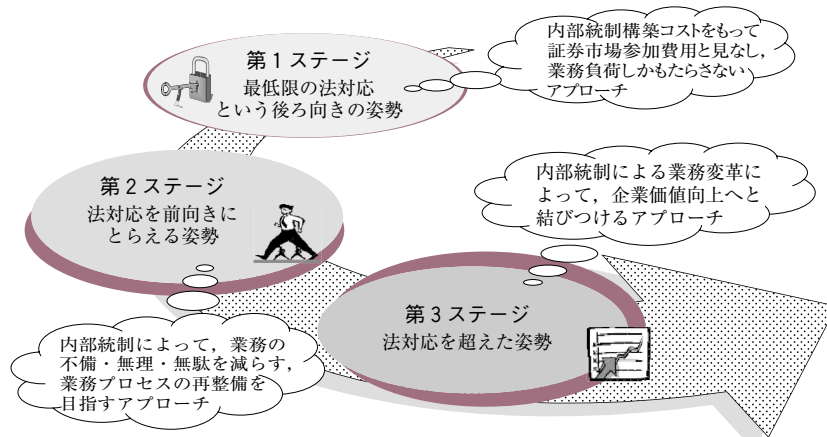 第1ステージ
最低限の法対応
という後ろ向きの姿勢
内部統制構築コストをもって
証券市場参加費用と見なし,
業務負荷しかもたらさない
アプローチ
第2ステージ
法対応を前向きに
とらえる姿勢
内部統制によって,業務の
不備・無理・無駄を減らす,
業務プロセスの再整備を
目指すアプローチ
第3ステージ
法対応を超えた姿勢
内部統制による業務変革に
よって,企業価値向上へと
結びつけるアプローチ